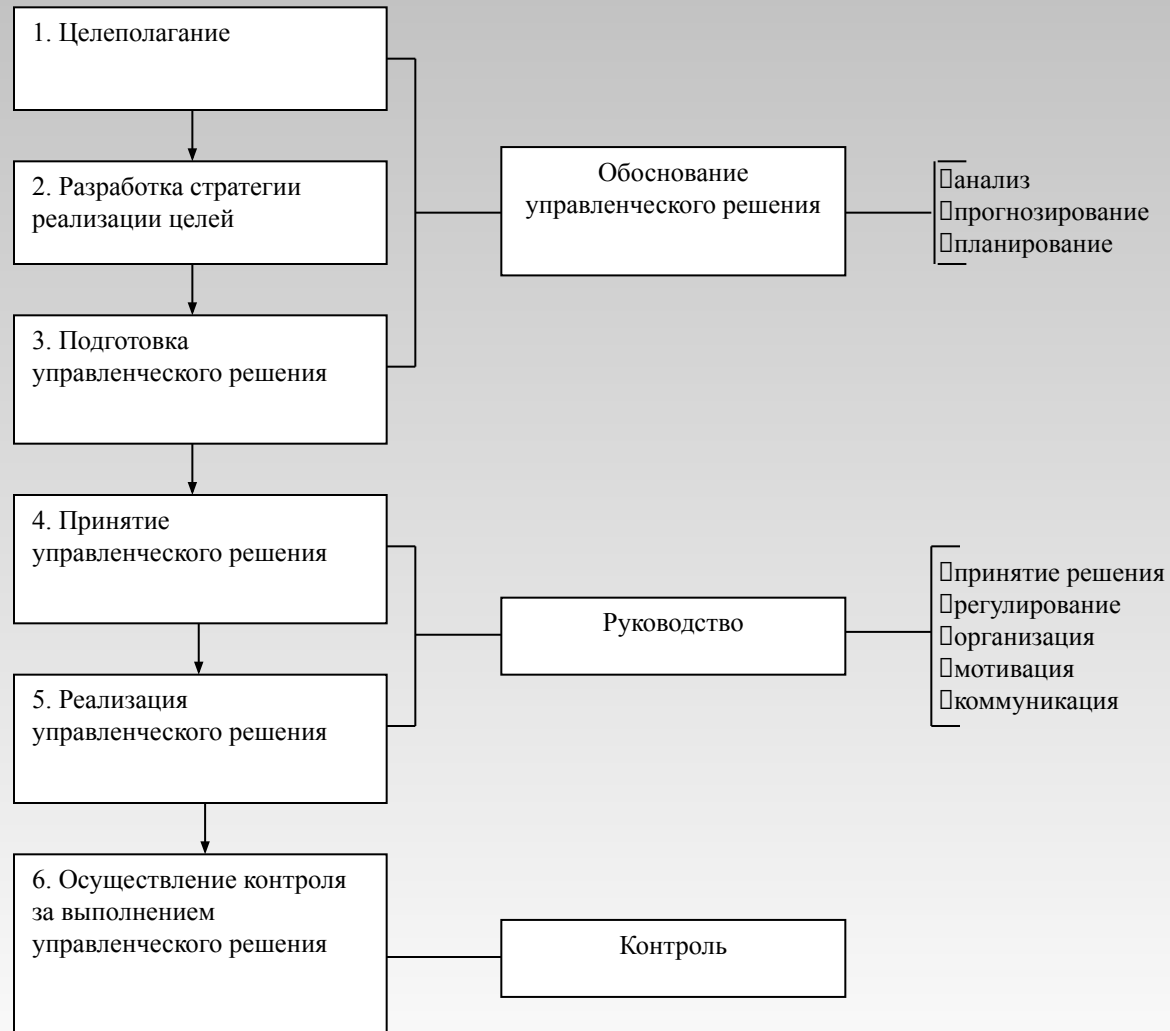 1. Целеполагание
2. Разработка стратегии
реализации целей
3. Подготовка
управленческого решения
4. Принятие
управленческого решения
5. Реализация
управленческого решения
6. Осуществление контроля
за выполнением
управленческого решения
Обоснование
управленческого решения
анализ
прогнозирование
планирование
Руководство
принятие решения
регулирование
организация
мотивация
коммуникация
Контроль